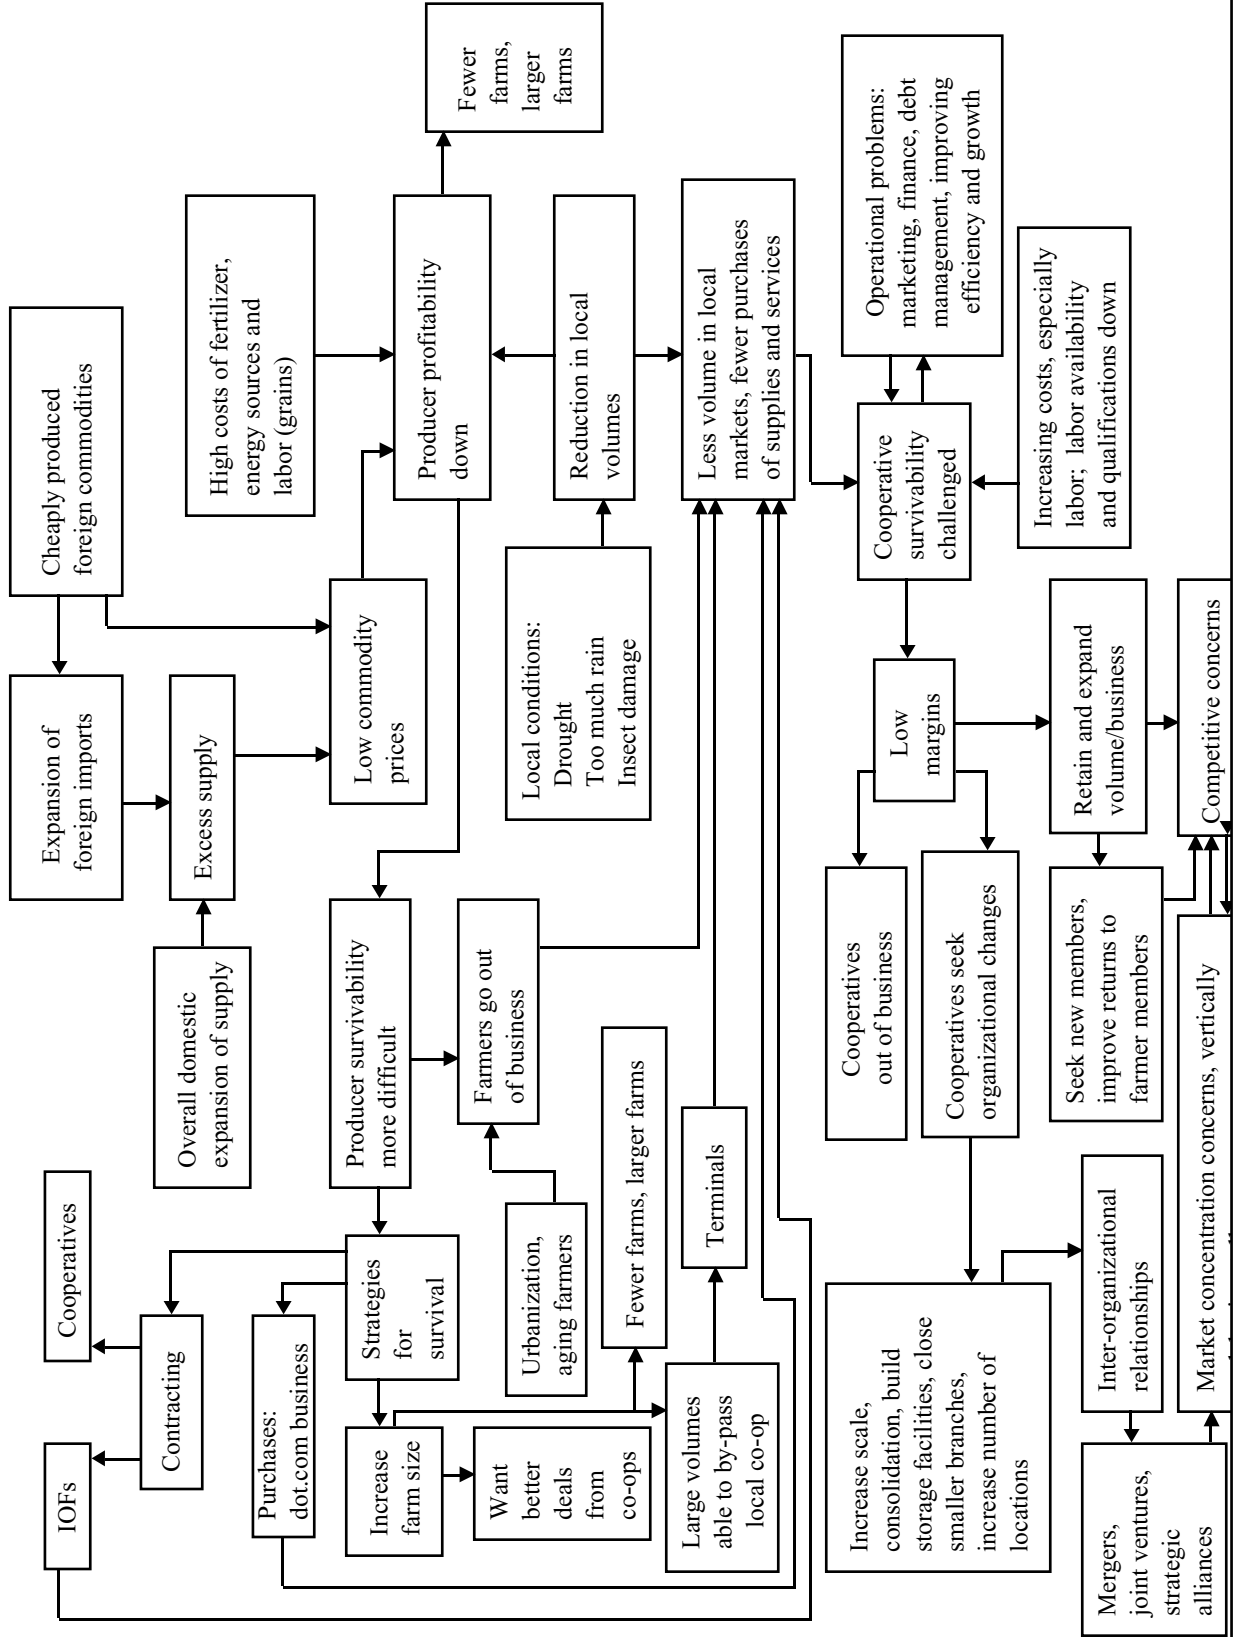 IOFs
Cooperatives
Expansion of
foreign imports
Cheaply produced
foreign commodities
Contracting
Overall domestic
expansion of supply
Excess supply
High costs of fertilizer,
energy sources and
labor (grains)
Purchases:
dot.com business
Strategies
for
survival
Producer survivability
more difficult
Low commodity
prices
Producer profitability
down
Fewer
farms,
larger
farms
Increase
farm size
Want
better
deals
from
co-ops
Urbanization,
aging farmers
Farmers go out
of business
Local conditions:
Drought
Too much rain
Insect damage
Reduction in local
volumes
Fewer farms, larger farms
Large volumes
able to by-pass
local co-op
Terminals
Less volume in local
markets, fewer purchases
of supplies and services
Increase scale,
consolidation, build
storage facilities, close
smaller branches,
increase number of
locations
Cooperatives
out of business
Cooperatives seek
organizational changes
Low
margins
Cooperative
survivability
challenged
Operational problems:
marketing, finance, debt
management, improving
efficiency and growth
Increasing costs, especially
labor; labor availability
and qualifications down
Mergers,
joint ventures,
strategic
alliances
Inter-organizational
relationships
Seek new members,
improve returns to
farmer members
Retain and expand
volume/business
Market concentration concerns, vertically
Competitive concerns